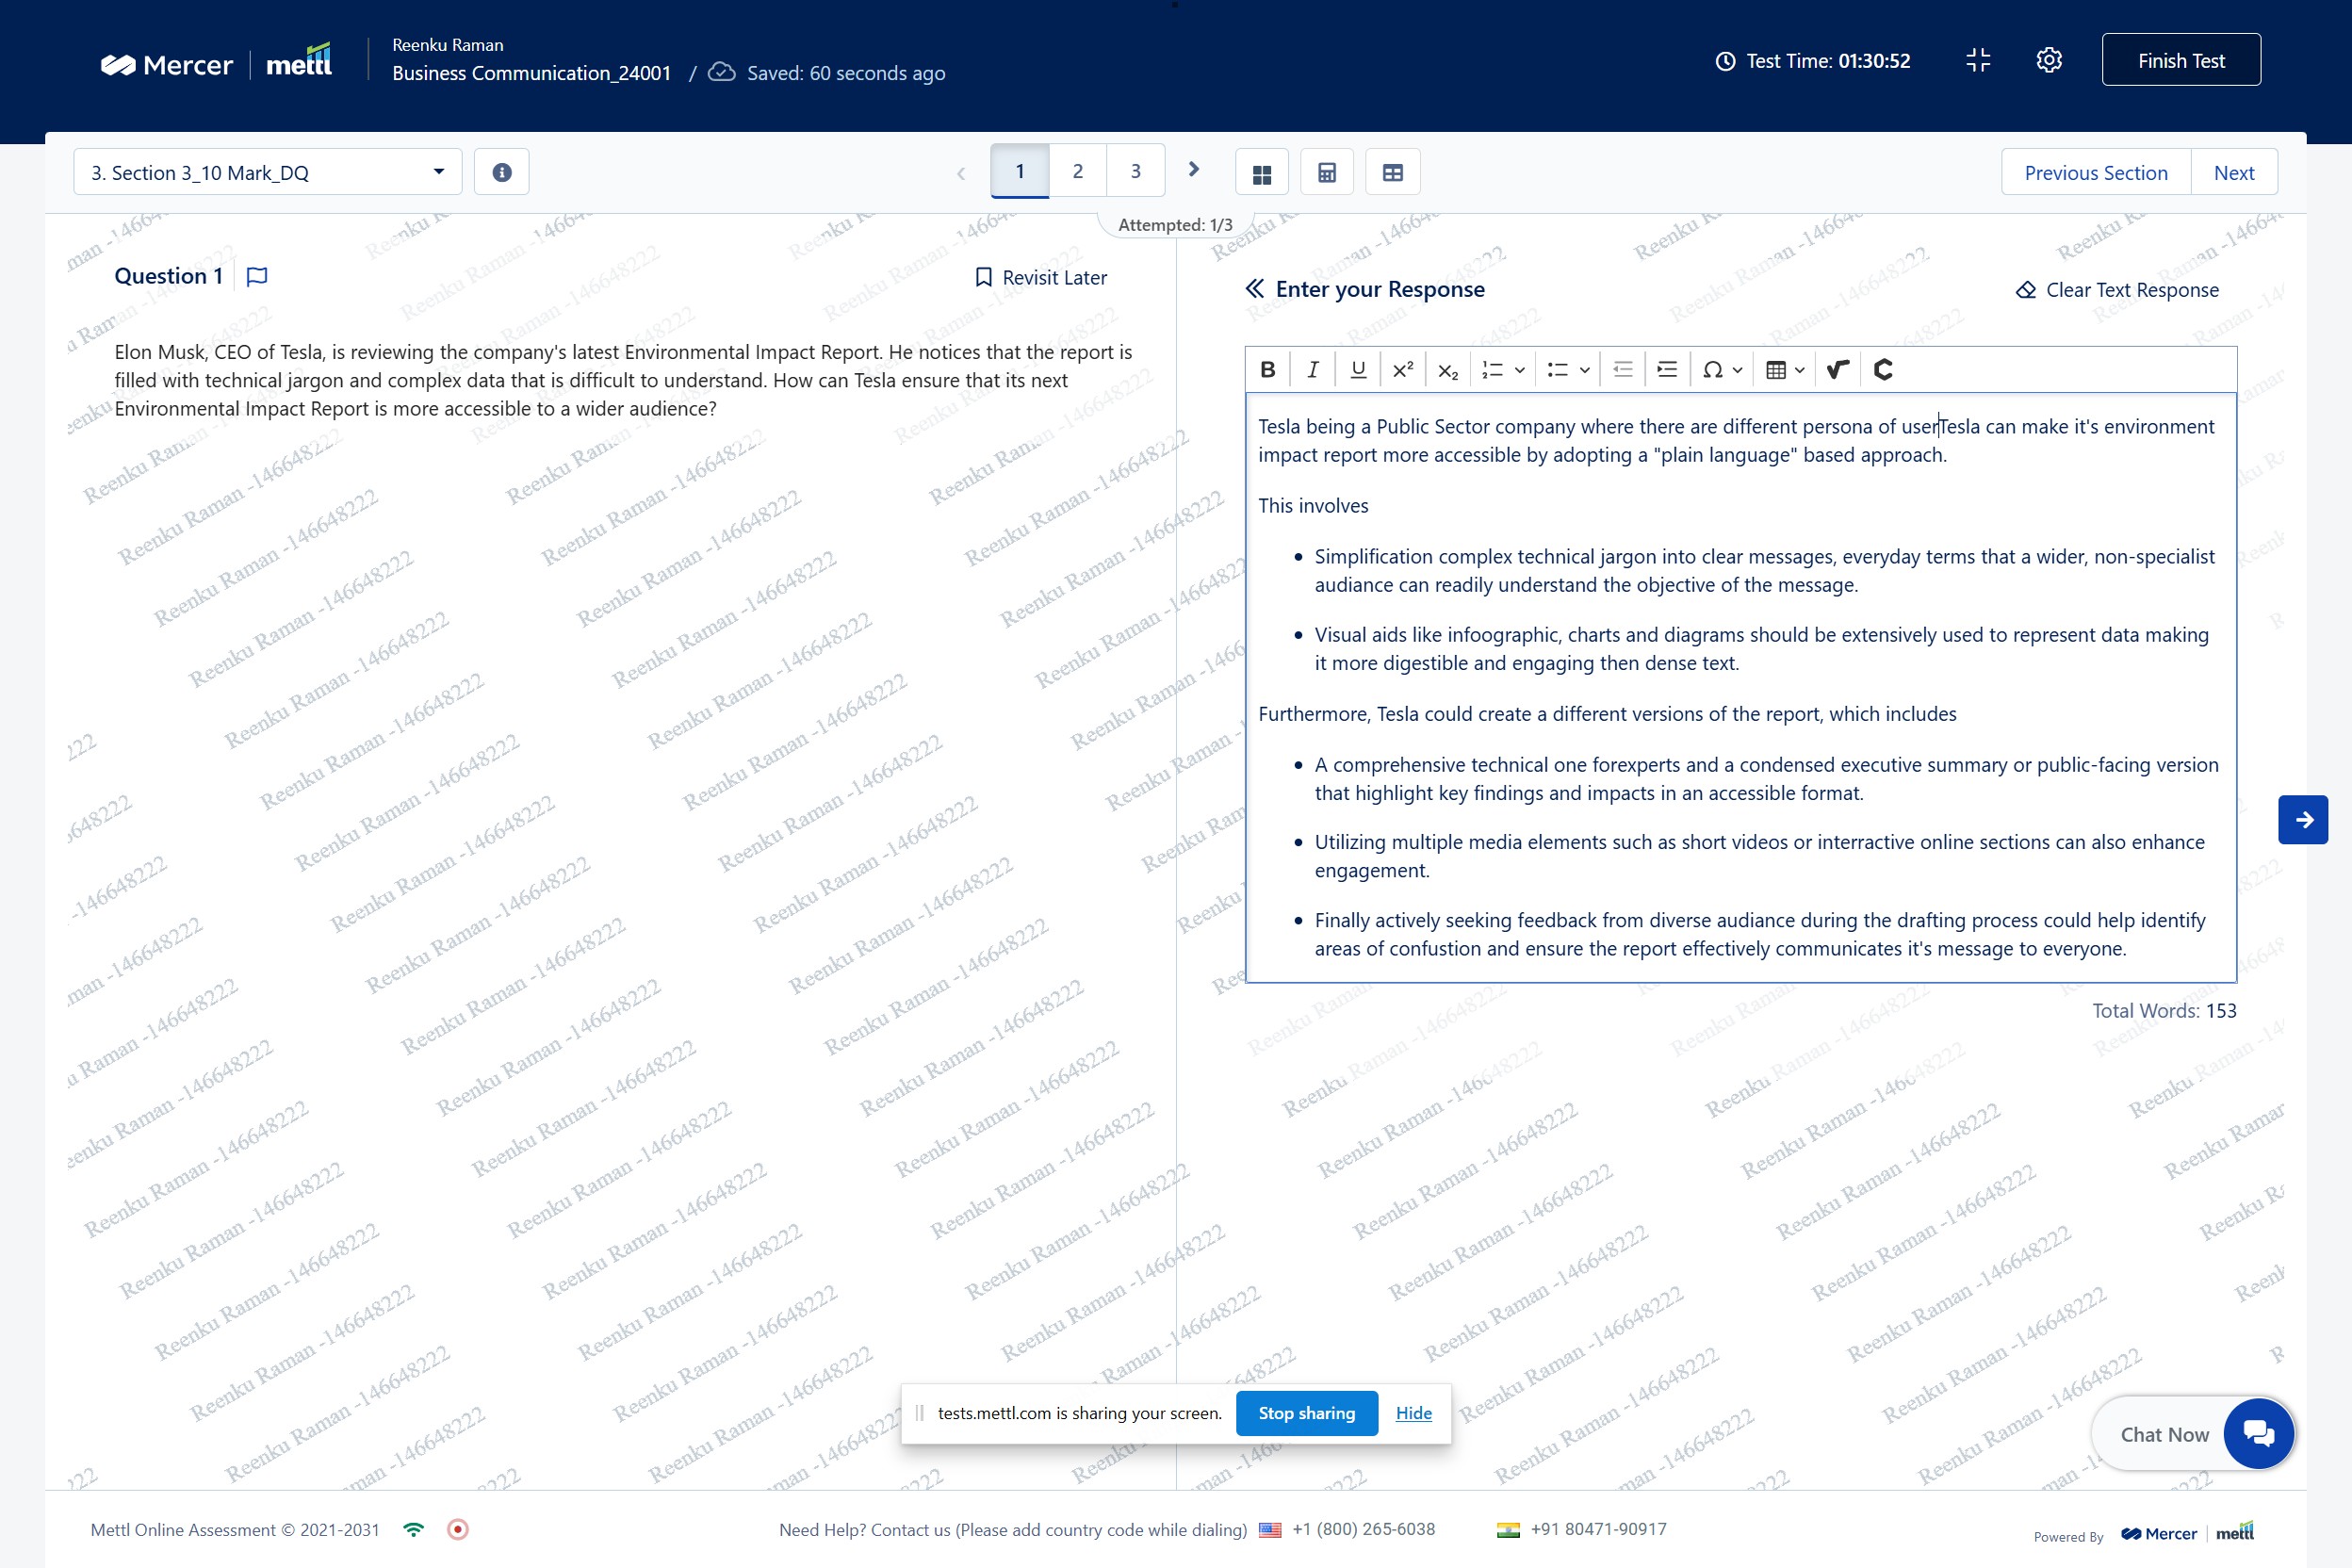 Mercer | mettl
Reenku Raman
Business Communication_24001 / Saved: 60 seconds ago
Test Time: 01:30:52
Finish Test
3. Section 3_10 Mark_DQ
1 2 3
Previous Section
Next
Attempted: 1/3
Question 1
Revisit Later
Elon Musk, CEO of Tesla, is reviewing the company's latest Environmental Impact Report. He notices that the report is
filled with technical jargon and complex data that is difficult to understand. How can Tesla ensure that its next
Environmental Impact Report is more accessible to a wider audience?
Enter your Response
Clear Text Response
Tesla being a Public Sector company where there are different persona of userTesla can make it's environment
impact report more accessible by adopting a "plain language" based approach.
This involves
• Simplification complex technical jargon into clear messages, everyday terms that a wider, non-specialist
audiance can readily understand the objective of the message.
• Visual aids like infoographic, charts and diagrams should be extensively used to represent data making
it more digestible and engaging then dense text.
Furthermore, Tesla could create a different versions of the report, which includes
• A comprehensive technical one forexperts and a condensed executive summary or public-facing version
that highlight key findings and impacts in an accessible format.
• Utilizing multiple media elements such as short videos or interractive online sections can also enhance
engagement.
• Finally actively seeking feedback from diverse audiance during the drafting process could help identify
areas of confustion and ensure the report effectively communicates it's message to everyone.
Total Words: 153
Reenku Raman -146648222
tests.mettl.com is sharing your screen.
Stop sharing
Hide
Chat Now
Mettl Online Assessment © 2021-2031
Need Help? Contact us (Please add country code while dialing) +1 (800) 265-6038 +91 80471-90917
Powered By Mercer | mettl